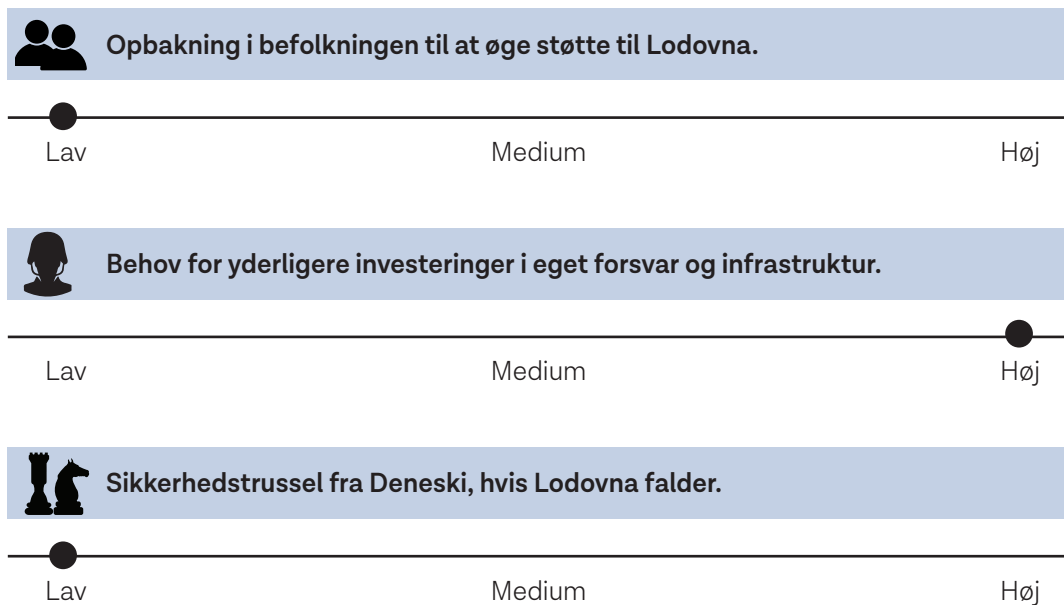 Opbakning i befolkningen til at øge støtte til Lodovna.
Lav Medium Høj
Behov for yderligere investeringer i eget forsvar og infrastruktur.
Lav Medium Høj
Sikkerhedstrussel fra Deneski, hvis Lodovna falder.
Lav Medium Høj